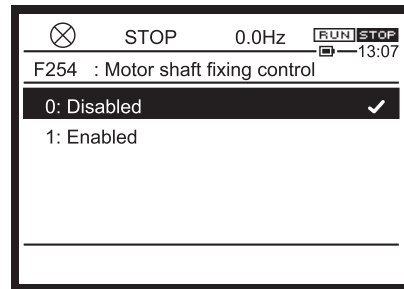 STOP 0.0Hz RUN STOP
13:07
F254 : Motor shaft fixing control
0: Disabled
1: Enabled